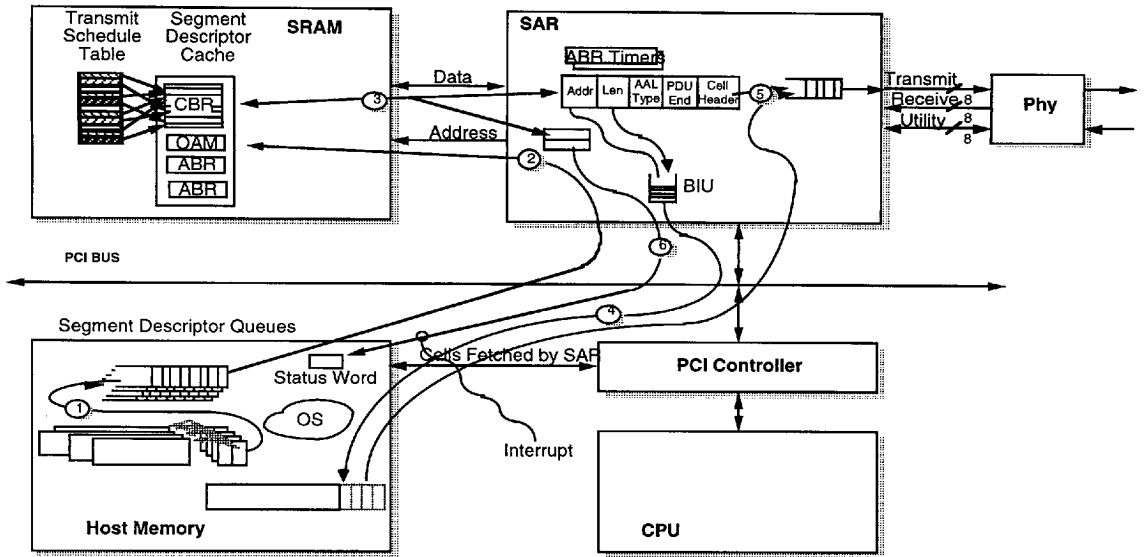 Transmit
Schedule
Table
Segment
Descriptor
Cache
SRAM
CBR
OAM
ABR
ABR
Data
Address
3
2
SAR
ABR Timers
Addr
Len
AAL
Type
PDU
End
Cell
Header
5
BIU
6
Transmit
Receive
Utility
8
8
8
Phy
PCI BUS
4
Segment Descriptor Queues
Status Word
Cells Fetched by SAR
1
OS
Interrupt
Host Memory
PCI Controller
CPU